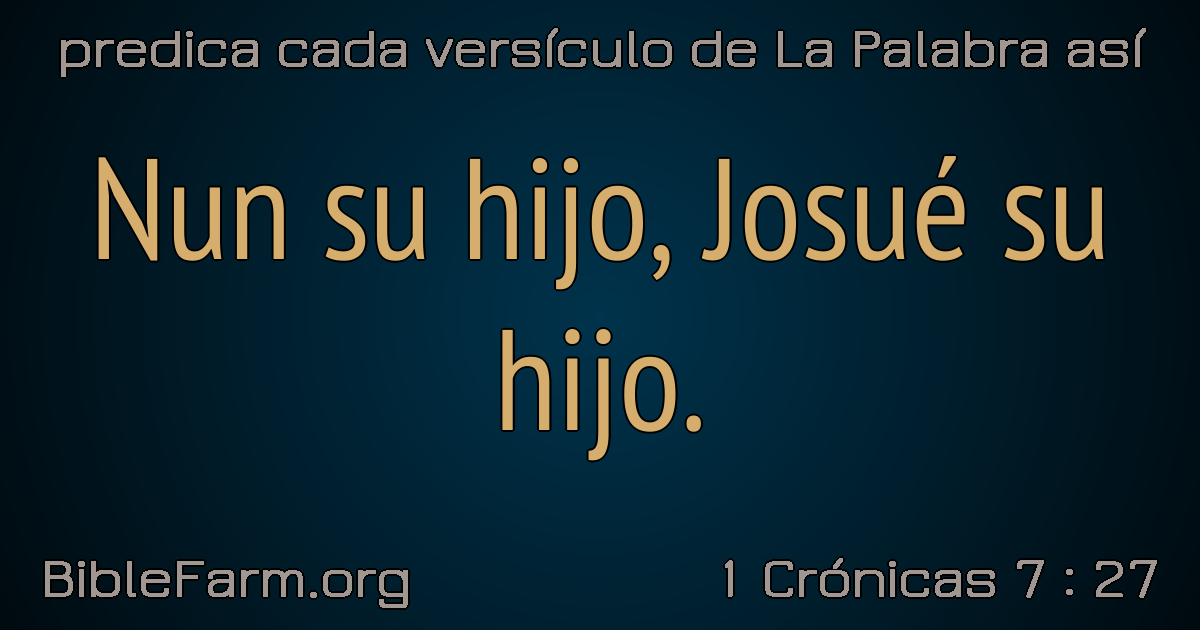 predica cada versículo de La Palabra así
Nun su hijo, Josué su
hijo.
BibleFarm.org
1 Crónicas 7 : 27